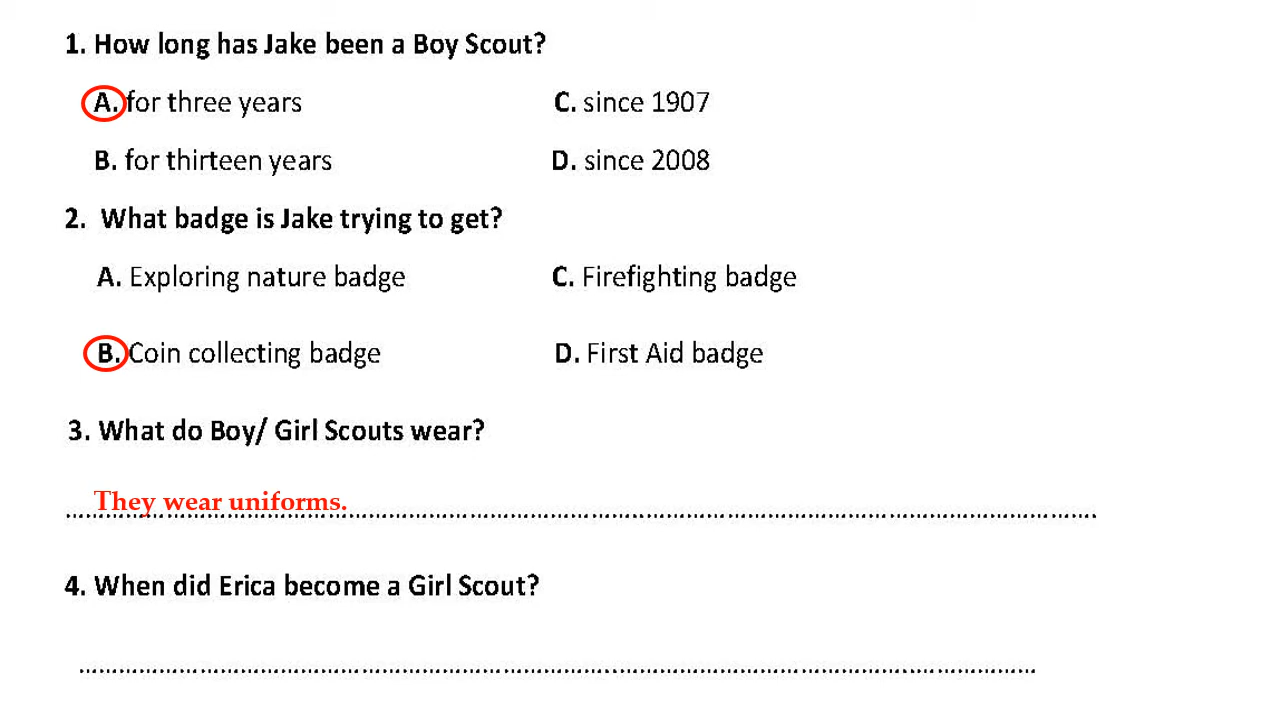 1. How long has Jake been a Boy Scout?
A. for three years C. since 1907
B. for thirteen years D. since 2008
2. What badge is Jake trying to get?
A. Exploring nature badge C. Firefighting badge
B. Coin collecting badge D. First Aid badge
3. What do Boy/ Girl Scouts wear?
They wear uniforms.
4. When did Erica become a Girl Scout?